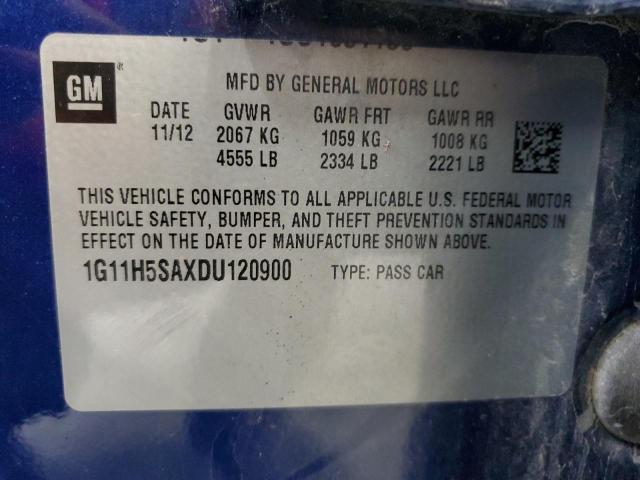 GM
MFD BY GENERAL MOTORS LLC
DATE GVWR GAWR FRT GAWR RR
11/12 2067 KG 1059 KG 1008 KG
4555 LB 2334 LB 2221 LB
THIS VEHICLE CONFORMS TO ALL APPLICABLE U.S. FEDERAL MOTOR
VEHICLE SAFETY, BUMPER, AND THEFT PREVENTION STANDARDS IN
EFFECT ON THE DATE OF MANUFACTURE SHOWN ABOVE.
1G11H5SAXDU120900 TYPE: PASS CAR